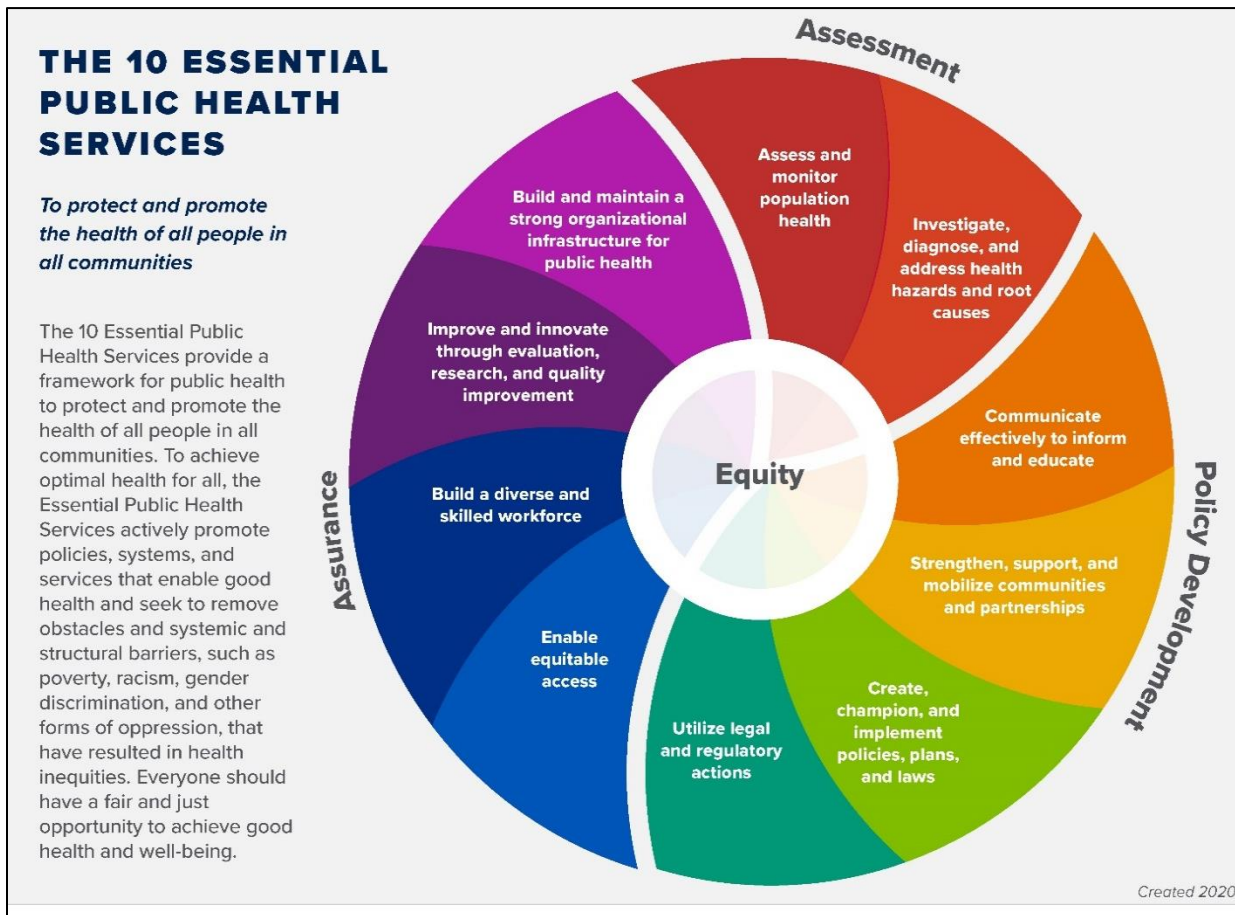 THE 10 ESSENTIAL
PUBLIC HEALTH
SERVICES
To protect and promote
the health of all people in
all communities
The 10 Essential Public
Health Services provide a
framework for public health
to protect and promote the
health of all people in all
communities. To achieve
optimal health for all, the
Essential Public Health
Services actively promote
policies, systems, and
services that enable good
health and seek to remove
obstacles and systemic and
structural barriers, such as
poverty, racism, gender
discrimination, and other
forms of oppression, that
have resulted in health
inequities. Everyone should
have a fair and just
opportunity to achieve good
health and well-being.
Assessment
Assess and
monitor
population
health
Investigate,
diagnose, and
address health
hazards and root
causes
Policy Development
Communicate
effectively to inform
and educate
Strengthen, support, and
mobilize communities
and partnerships
Create,
champion, and
implement
policies, plans,
and laws
Utilize legal
and regulatory
actions
Assurance
Enable
equitable
access
Build a diverse and
skilled workforce
Improve and innovate
through evaluation,
research, and quality
improvement
Build and maintain a
strong organizational
infrastructure for
public health
Equity
Created 2020